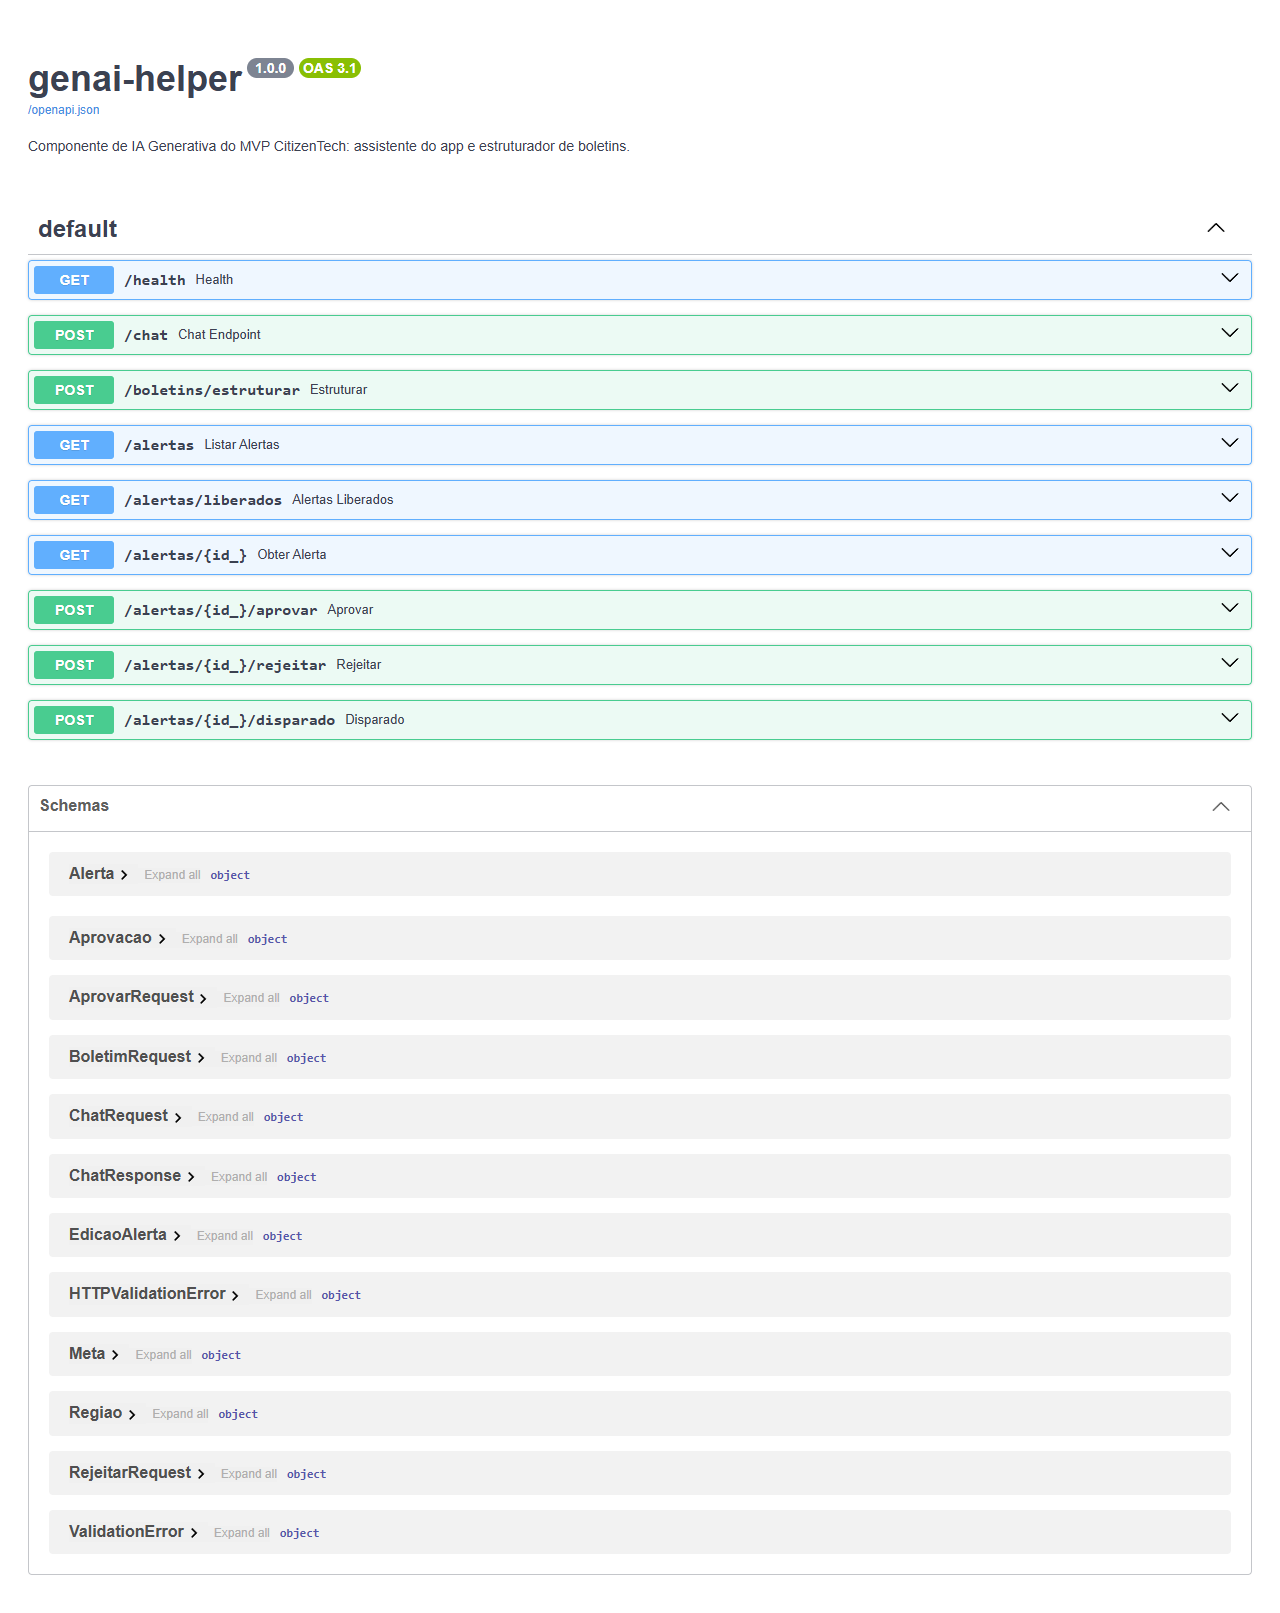 genai-helper 1.0.0 OAS 3.1
/openapi.json
Componente de IA Generativa do MVP CitizenTech: assistente do app e estruturador de boletins.
default
GET /health Health
POST /chat Chat Endpoint
POST /boletins/estruturar Estruturar
GET /alertas Listar Alertas
GET /alertas/liberados Alertas Liberados
GET /alertas/{id_} Obter Alerta
POST /alertas/{id_}/aprovar Aprovar
POST /alertas/{id_}/rejeitar Rejeitar
POST /alertas/{id_}/disparado Disparado
Schemas
Alerta Expand all object
Aprovacao Expand all object
AprovarRequest Expand all object
BoletimRequest Expand all object
ChatRequest Expand all object
ChatResponse Expand all object
EdicaoAlerta Expand all object
HTTPValidationError Expand all object
Meta Expand all object
Regiao Expand all object
RejeitarRequest Expand all object
ValidationError Expand all object